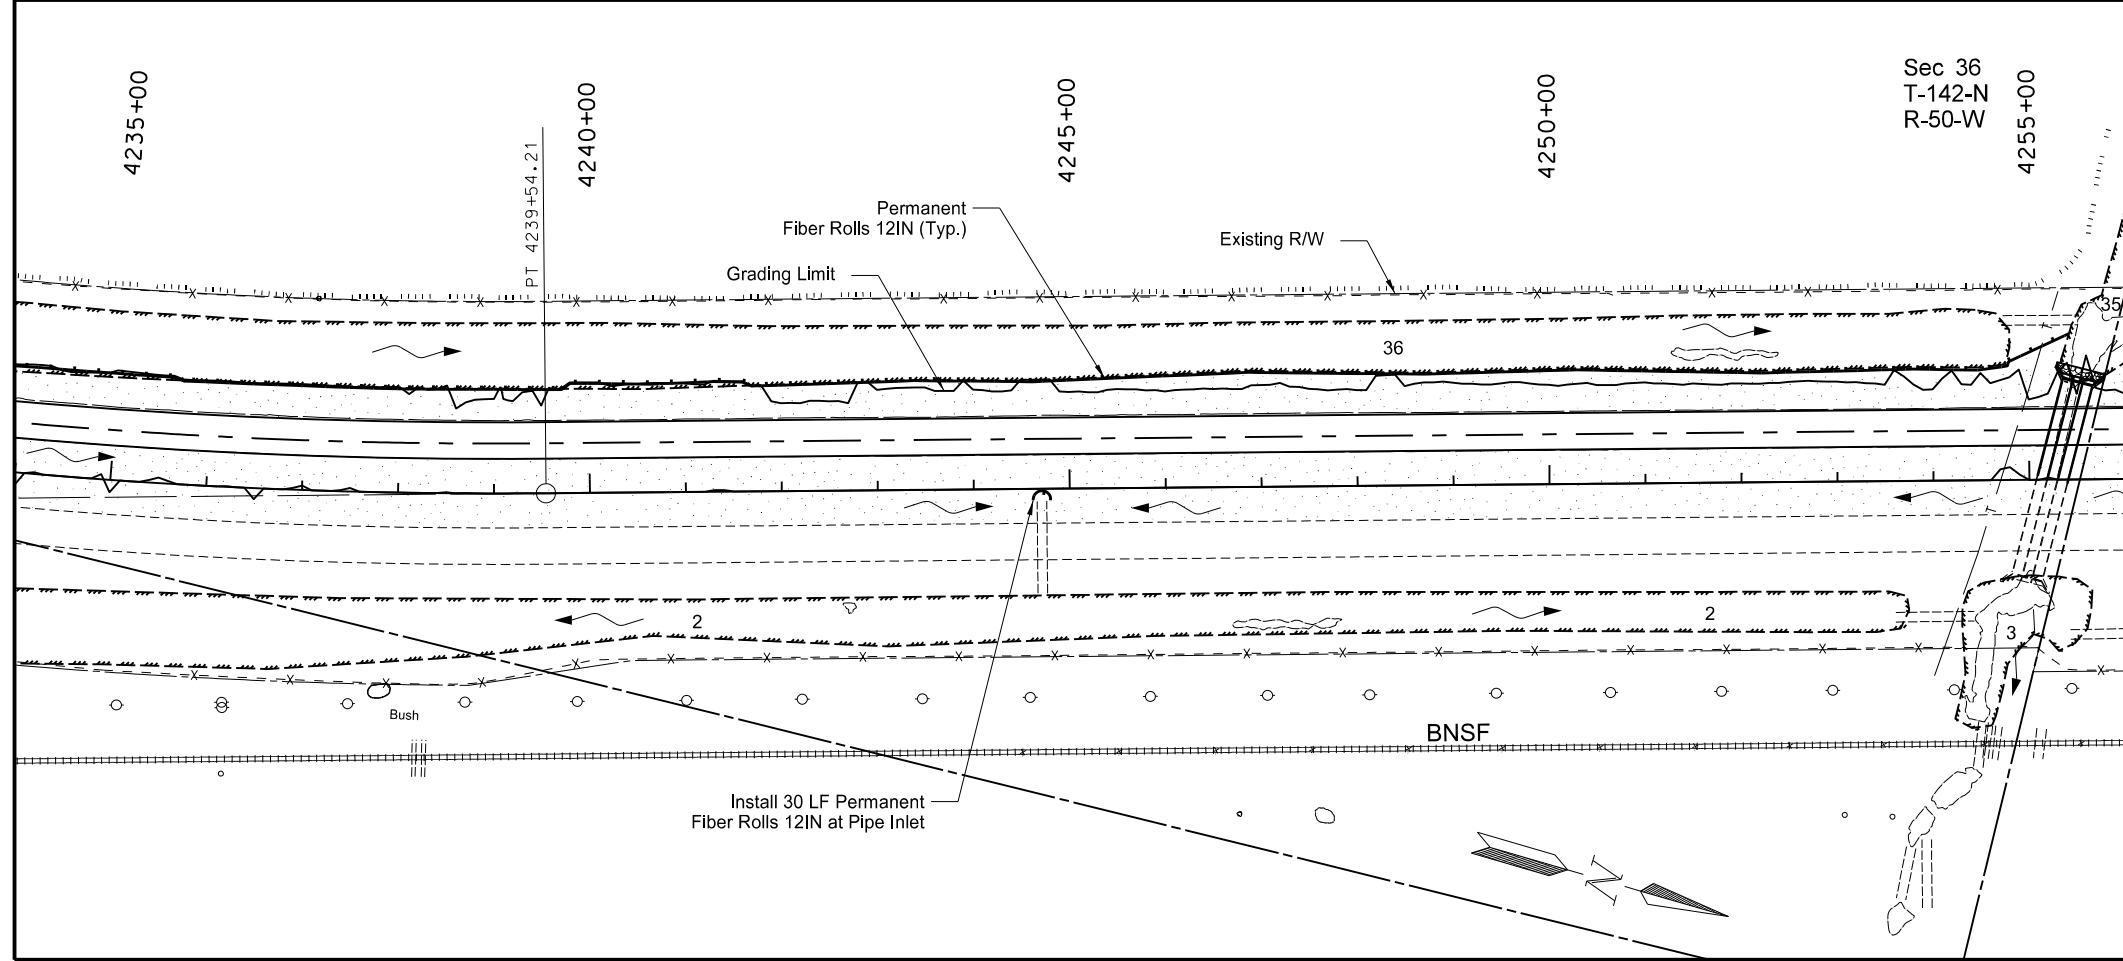 4235+00
4240+00
4245+00
4250+00
4255+00
Sec 36
T-142-N
R-50-W
PT 4239+54.21
Permanent
Fiber Rolls 12IN (Typ.)
Existing R/W
Grading Limit
35
36
2
2
3
Bush
BNSF
Install 30 LF Permanent
Fiber Rolls 12IN at Pipe Inlet
N